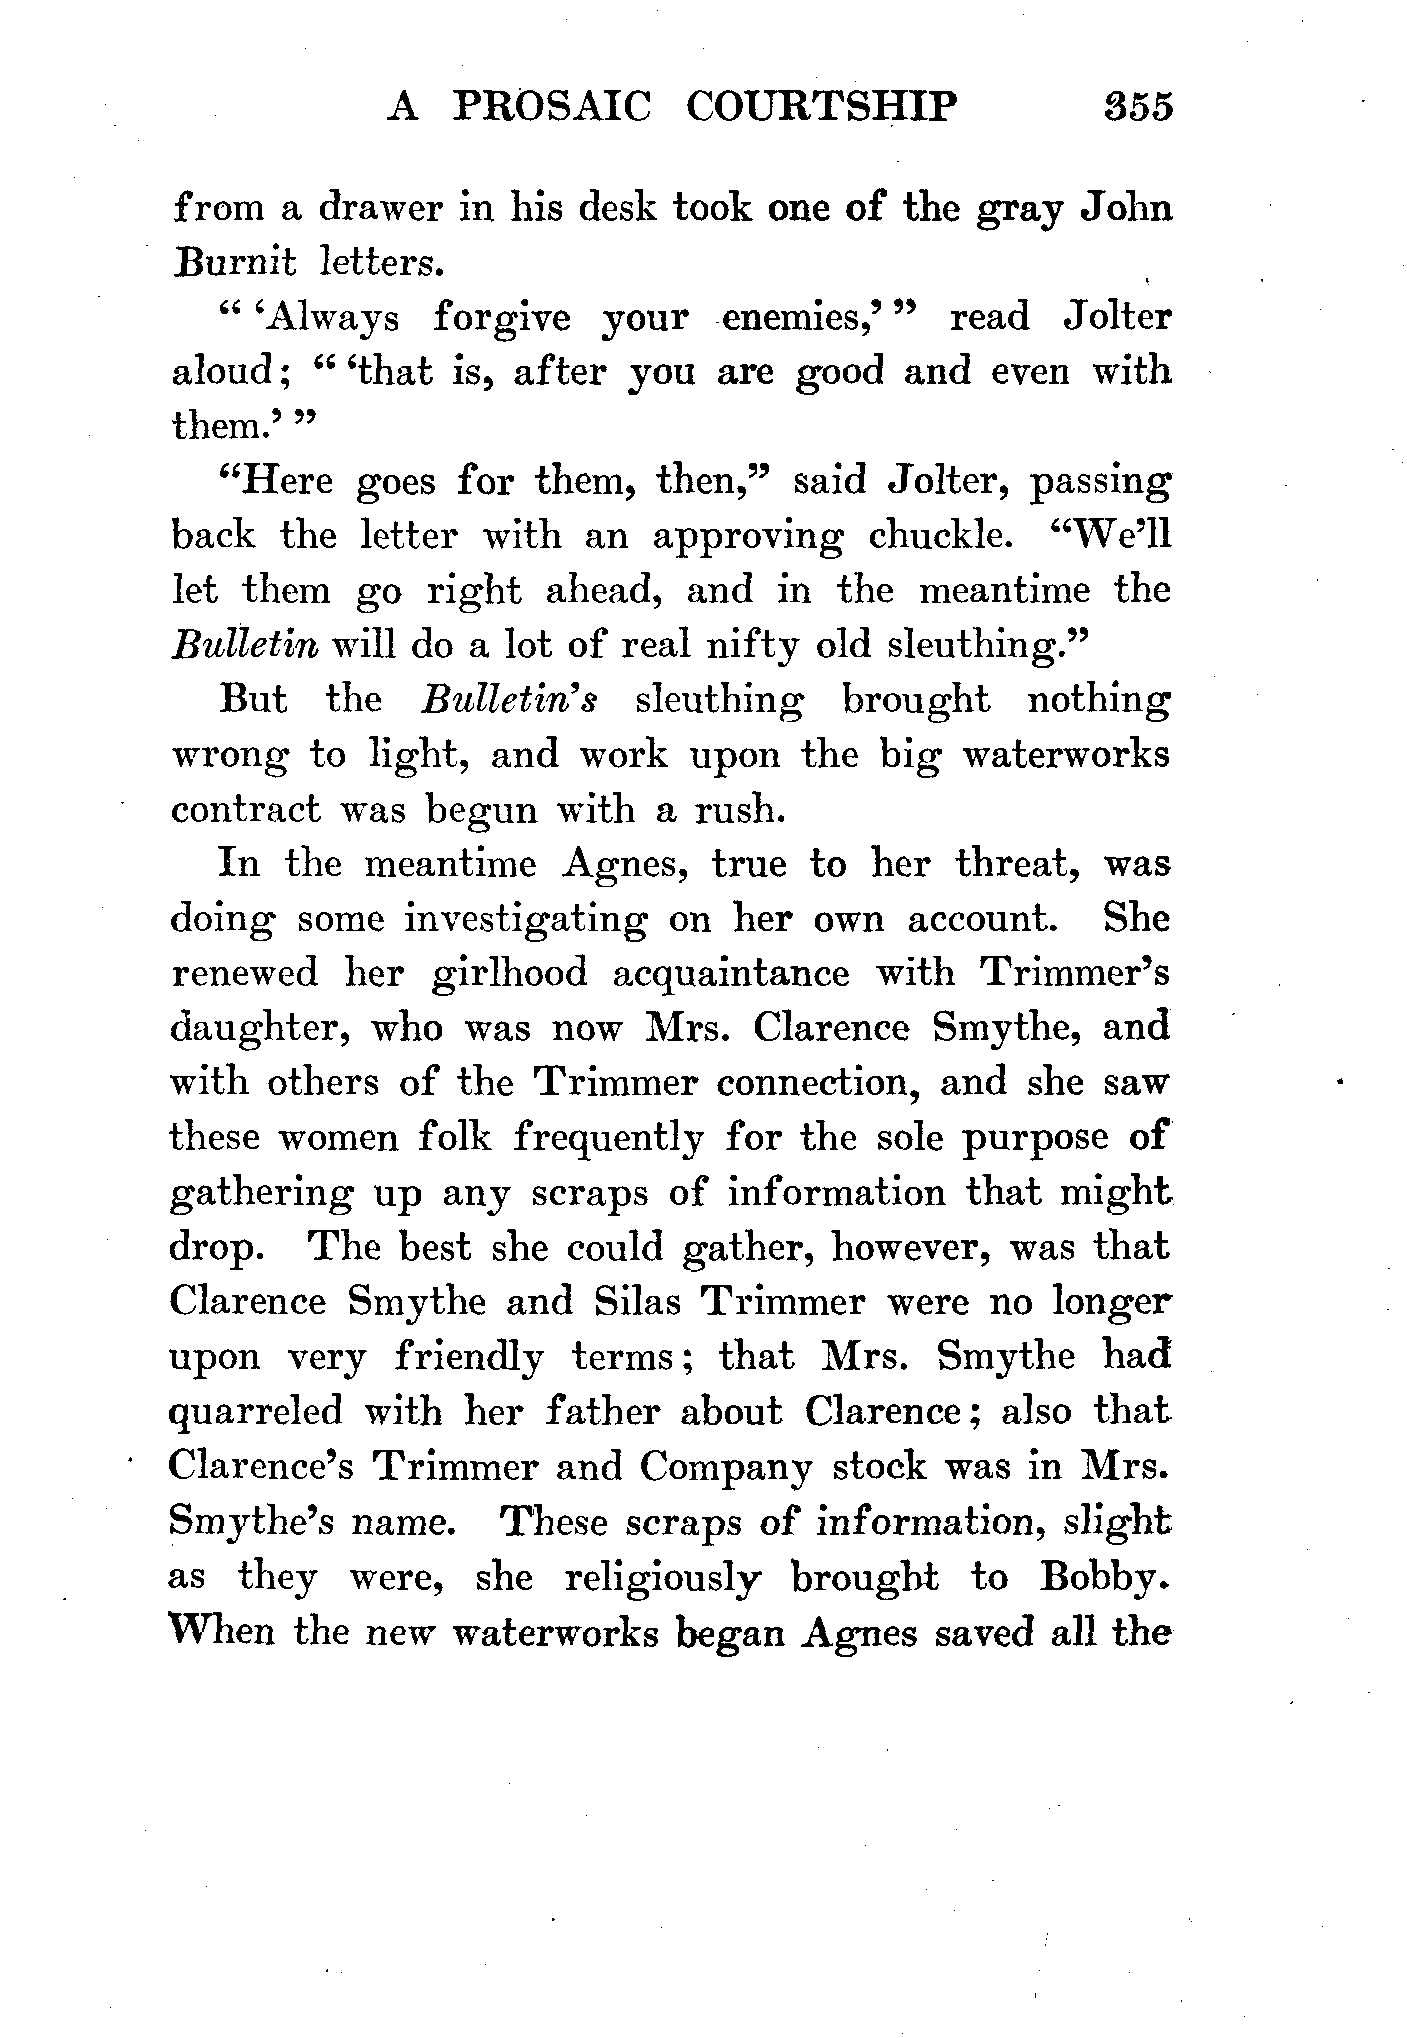 A PROSAIC COURTSHIP 355
from a drawer in his desk took one of the gray John
Burnit letters.
“ ‘Always forgive your enemies,’ ” read Jolter
aloud; “ ‘that is, after you are good and even with
them.’ ”
“Here goes for them, then,” said Jolter, passing
back the letter with an approving chuckle. “We’ll
let them go right ahead, and in the meantime the
Bulletin will do a lot of real nifty old sleuthing.”
But the Bulletin’s sleuthing brought nothing
wrong to light, and work upon the big waterworks
contract was begun with a rush.
In the meantime Agnes, true to her threat, was
doing some investigating on her own account. She
renewed her girlhood acquaintance with Trimmer’s
daughter, who was now Mrs. Clarence Smythe, and
with others of the Trimmer connection, and she saw
these women folk frequently for the sole purpose of
gathering up any scraps of information that might
drop. The best she could gather, however, was that
Clarence Smythe and Silas Trimmer were no longer
upon very friendly terms; that Mrs. Smythe had
quarreled with her father about Clarence; also that
Clarence’s Trimmer and Company stock was in Mrs.
Smythe’s name. These scraps of information, slight
as they were, she religiously brought to Bobby.
When the new waterworks began Agnes saved all the